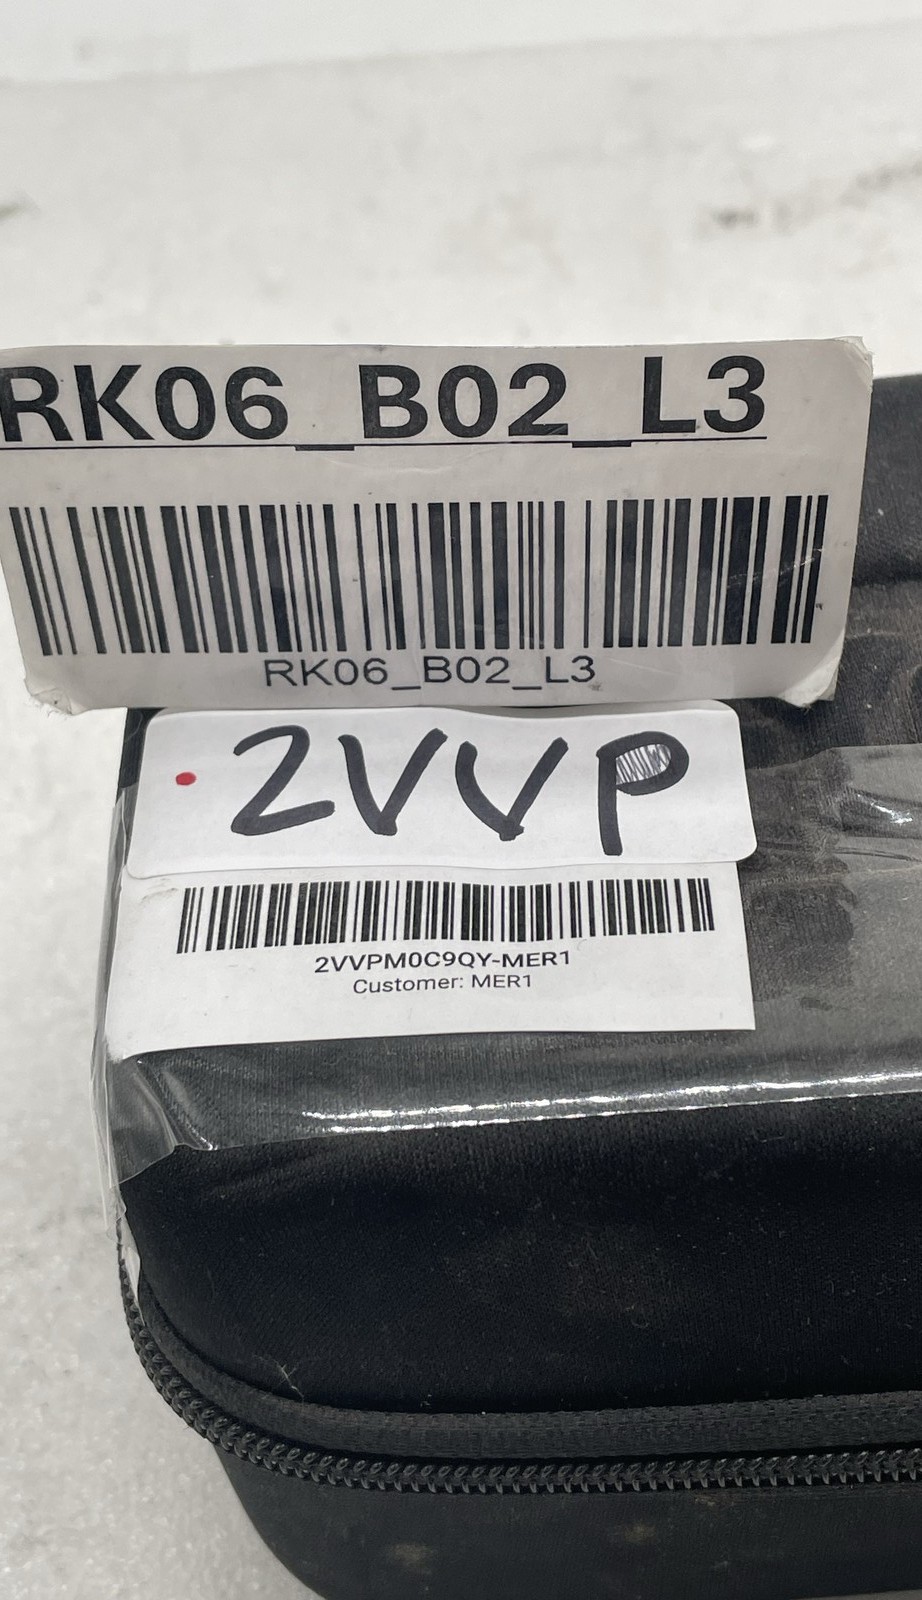 RK06_B02_L3
RK06_B02_L3
2VVP
2VVPM0C9QY-MER1
Customer: MER1